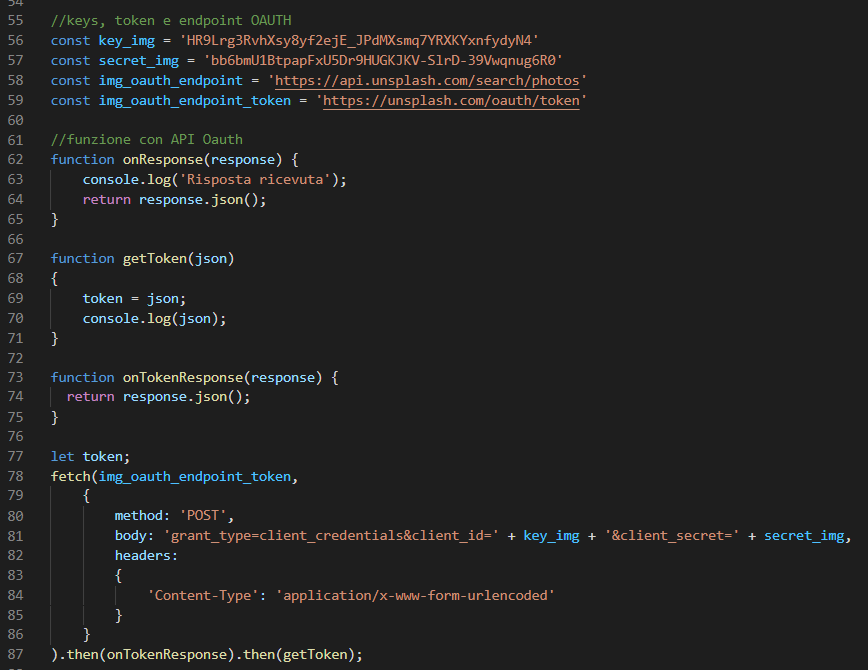 54
55 //keys, token e endpoint OAUTH
56 const key_img = 'HR9Lrg3RvhXsy8yf2ejE_JPdMXsmq7YRXKYxnfydyN4'
57 const secret_img = 'bb6bmU1BtpapFxU5Dr9HUGKJKV-SlrD-39Vwqnug6R0'
58 const img_oauth_endpoint = 'https://api.unsplash.com/search/photos'
59 const img_oauth_endpoint_token = 'https://unsplash.com/oauth/token'
60
61 //funzione con API Oauth
62 function onResponse(response) {
63     console.log('Risposta ricevuta');
64     return response.json();
65 }
66
67 function getToken(json)
68 {
69     token = json;
70     console.log(json);
71 }
72
73 function onTokenResponse(response) {
74   return response.json();
75 }
76
77 let token;
78 fetch(img_oauth_endpoint_token,
79     {
80         method: 'POST',
81         body: 'grant_type=client_credentials&client_id=' + key_img + '&client_secret=' + secret_img,
82         headers:
83         {
84             'Content-Type': 'application/x-www-form-urlencoded'
85         }
86     }
87 ).then(onTokenResponse).then(getToken);